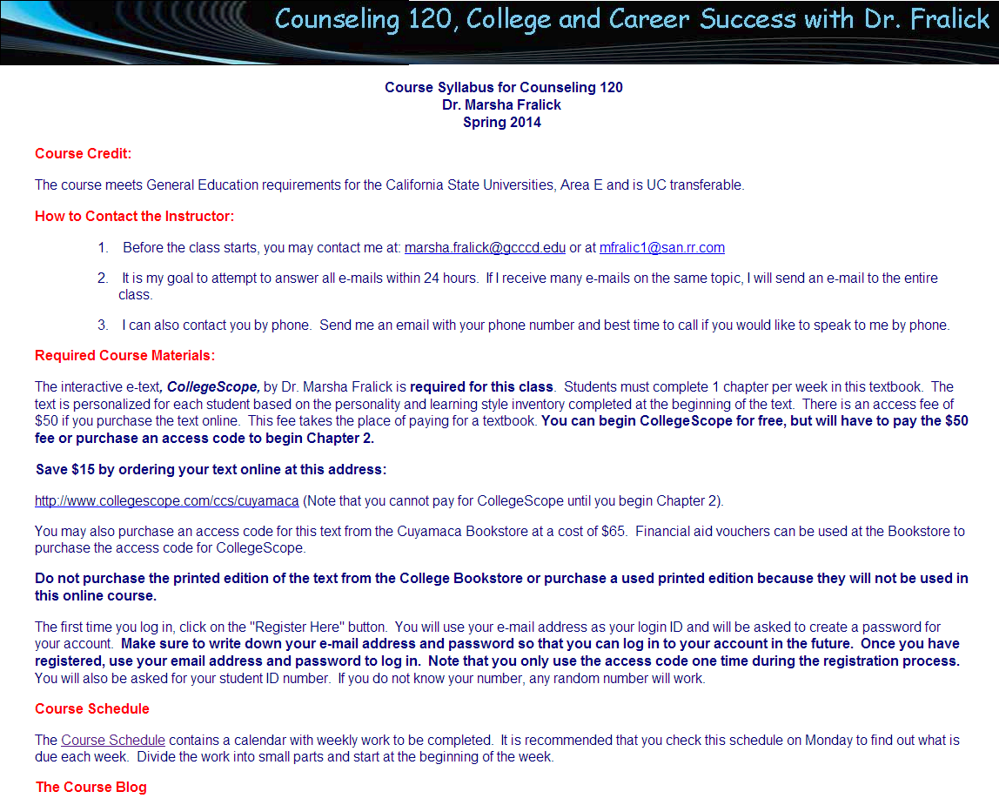 Counseling 120, College and Career Success with Dr. Fralick
Course Syllabus for Counseling 120
Dr. Marsha Fralick
Spring 2014
Course Credit:
The course meets General Education requirements for the California State Universities, Area E and is UC transferable.
How to Contact the Instructor:
1. Before the class starts, you may contact me at: marsha.fralick@gcccd.edu or at mfralic1@san.rr.com
2. It is my goal to attempt to answer all e-mails within 24 hours. If I receive many e-mails on the same topic, I will send an e-mail to the entire
class.
3. I can also contact you by phone. Send me an email with your phone number and best time to call if you would like to speak to me by phone.
Required Course Materials:
The interactive e-text, CollegeScope, by Dr. Marsha Fralick is required for this class. Students must complete 1 chapter per week in this textbook. The
text is personalized for each student based on the personality and learning style inventory completed at the beginning of the text. There is an access fee of
$50 if you purchase the text online. This fee takes the place of paying for a textbook. You can begin CollegeScope for free, but will have to pay the $50
fee or purchase an access code to begin Chapter 2.
Save $15 by ordering your text online at this address:
http://www.collegescope.com/ccs/cuyamaca (Note that you cannot pay for CollegeScope until you begin Chapter 2).
You may also purchase an access code for this text from the Cuyamaca Bookstore at a cost of $65. Financial aid vouchers can be used at the Bookstore to
purchase the access code for CollegeScope.
Do not purchase the printed edition of the text from the College Bookstore or purchase a used printed edition because they will not be used in
this online course.
The first time you log in, click on the "Register Here" button. You will use your e-mail address as your login ID and will be asked to create a password for
your account. Make sure to write down your e-mail address and password so that you can log in to your account in the future. Once you have
registered, use your email address and password to log in. Note that you only use the access code one time during the registration process.
You will also be asked for your student ID number. If you do not know your number, any random number will work.
Course Schedule
The Course Schedule contains a calendar with weekly work to be completed. It is recommended that you check this schedule on Monday to find out what is
due each week. Divide the work into small parts and start at the beginning of the week.
The Course Blog